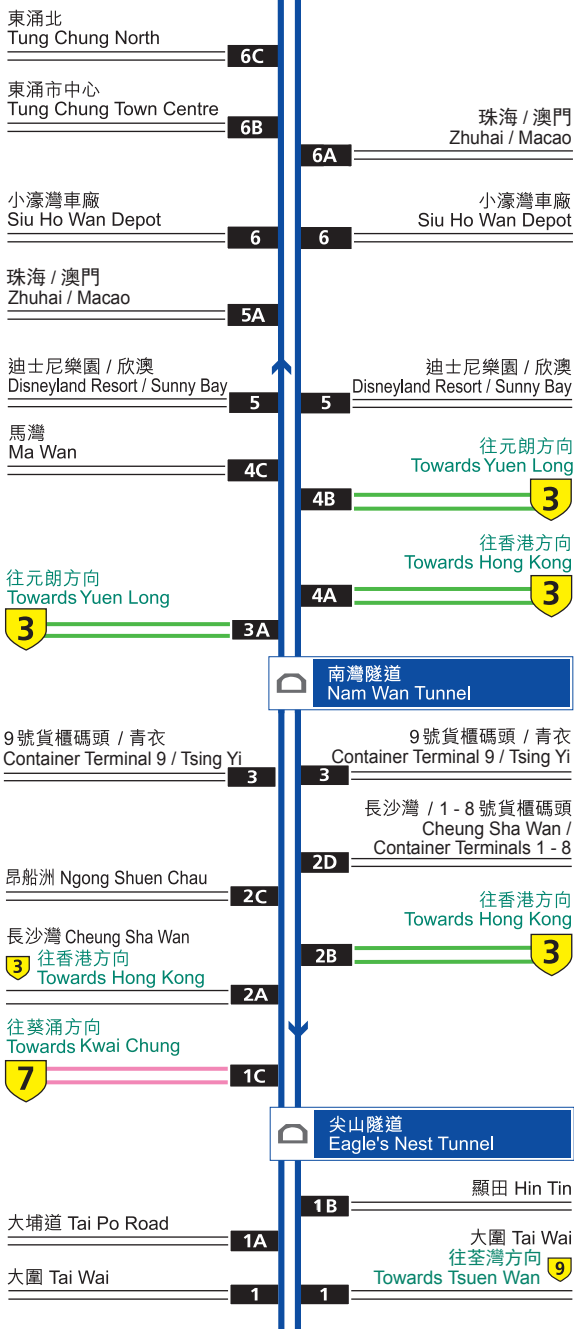 東涌北
Tung Chung North
6C
東涌市中心
Tung Chung Town Centre
6B
珠海 / 澳門
Zhuhai / Macao
6A
小濠灣車廠
Siu Ho Wan Depot
6
小濠灣車廠
Siu Ho Wan Depot
6
珠海 / 澳門
Zhuhai / Macao
5A
迪士尼樂園 / 欣澳
Disneyland Resort / Sunny Bay
5
迪士尼樂園 / 欣澳
Disneyland Resort / Sunny Bay
5
馬灣
Ma Wan
4C
往元朗方向
Towards Yuen Long
4B
3
往香港方向
Towards Hong Kong
4A
3
往元朗方向
Towards Yuen Long
3
3A
南灣隧道
Nam Wan Tunnel
9號貨櫃碼頭 / 青衣
Container Terminal 9 / Tsing Yi
3
9號貨櫃碼頭 / 青衣
Container Terminal 9 / Tsing Yi
3
長沙灣 / 1 - 8 號貨櫃碼頭
Cheung Sha Wan /
Container Terminals 1 - 8
2D
昂船洲 Ngong Shuen Chau
2C
往香港方向
Towards Hong Kong
2B
3
長沙灣 Cheung Sha Wan
3 往香港方向
Towards Hong Kong
2A
往葵涌方向
Towards Kwai Chung
7
1C
尖山隧道
Eagle's Nest Tunnel
顯田 Hin Tin
1B
大埔道 Tai Po Road
1A
大圍 Tai Wai
往荃灣方向 9
Towards Tsuen Wan
1
大圍 Tai Wai
1